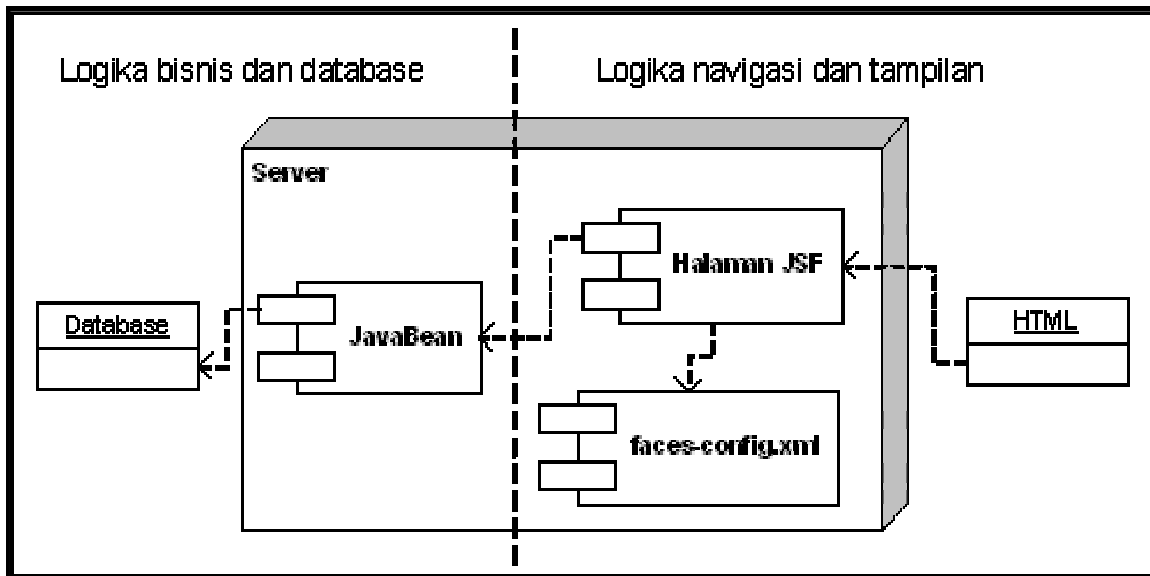 Logika bisnis dan database
Logika navigasi dan tampilan
Server
Halaman JSF
Database
JavaBean
HTML
faces-config.xml